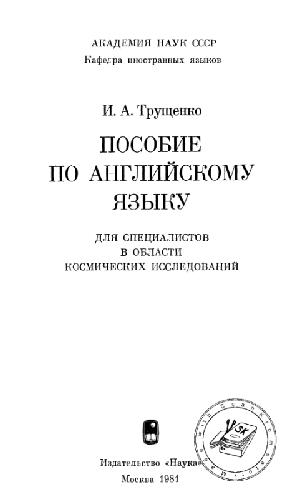 АКАДЕМИЯ НАУК СССР
Кафедра иностранных языков
И. А. Трущенко
ПОСОБИЕ
ПО АНГЛИЙСКОМУ
ЯЗЫКУ
ДЛЯ СПЕЦИАЛИСТОВ
В ОБЛАСТИ
КОСМИЧЕСКИХ ИССЛЕДОВАНИЙ
Издательство «Наука»
Москва 1981